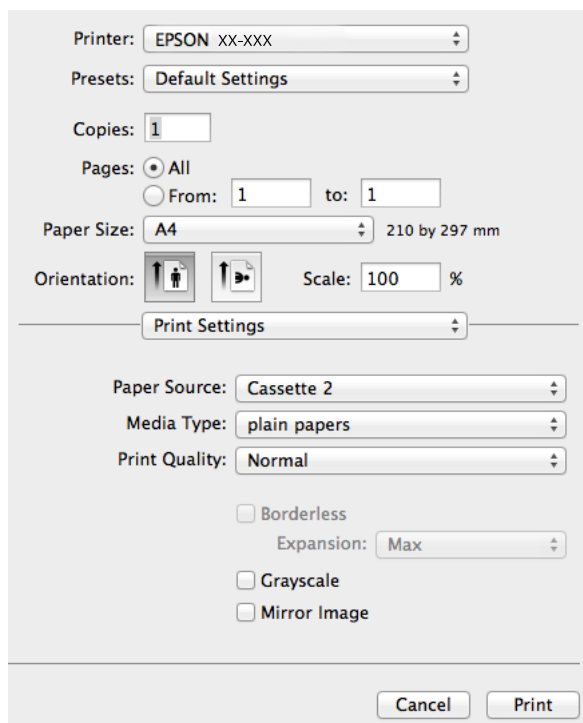 Printer: EPSON XX-XXX
Presets: Default Settings
Copies: 1
Pages: All
From: 1 to: 1
Paper Size: A4 210 by 297 mm
Orientation: Scale: 100 %
Print Settings
Paper Source: Cassette 2
Media Type: plain papers
Print Quality: Normal
Borderless
Expansion: Max
Grayscale
Mirror Image
Cancel Print